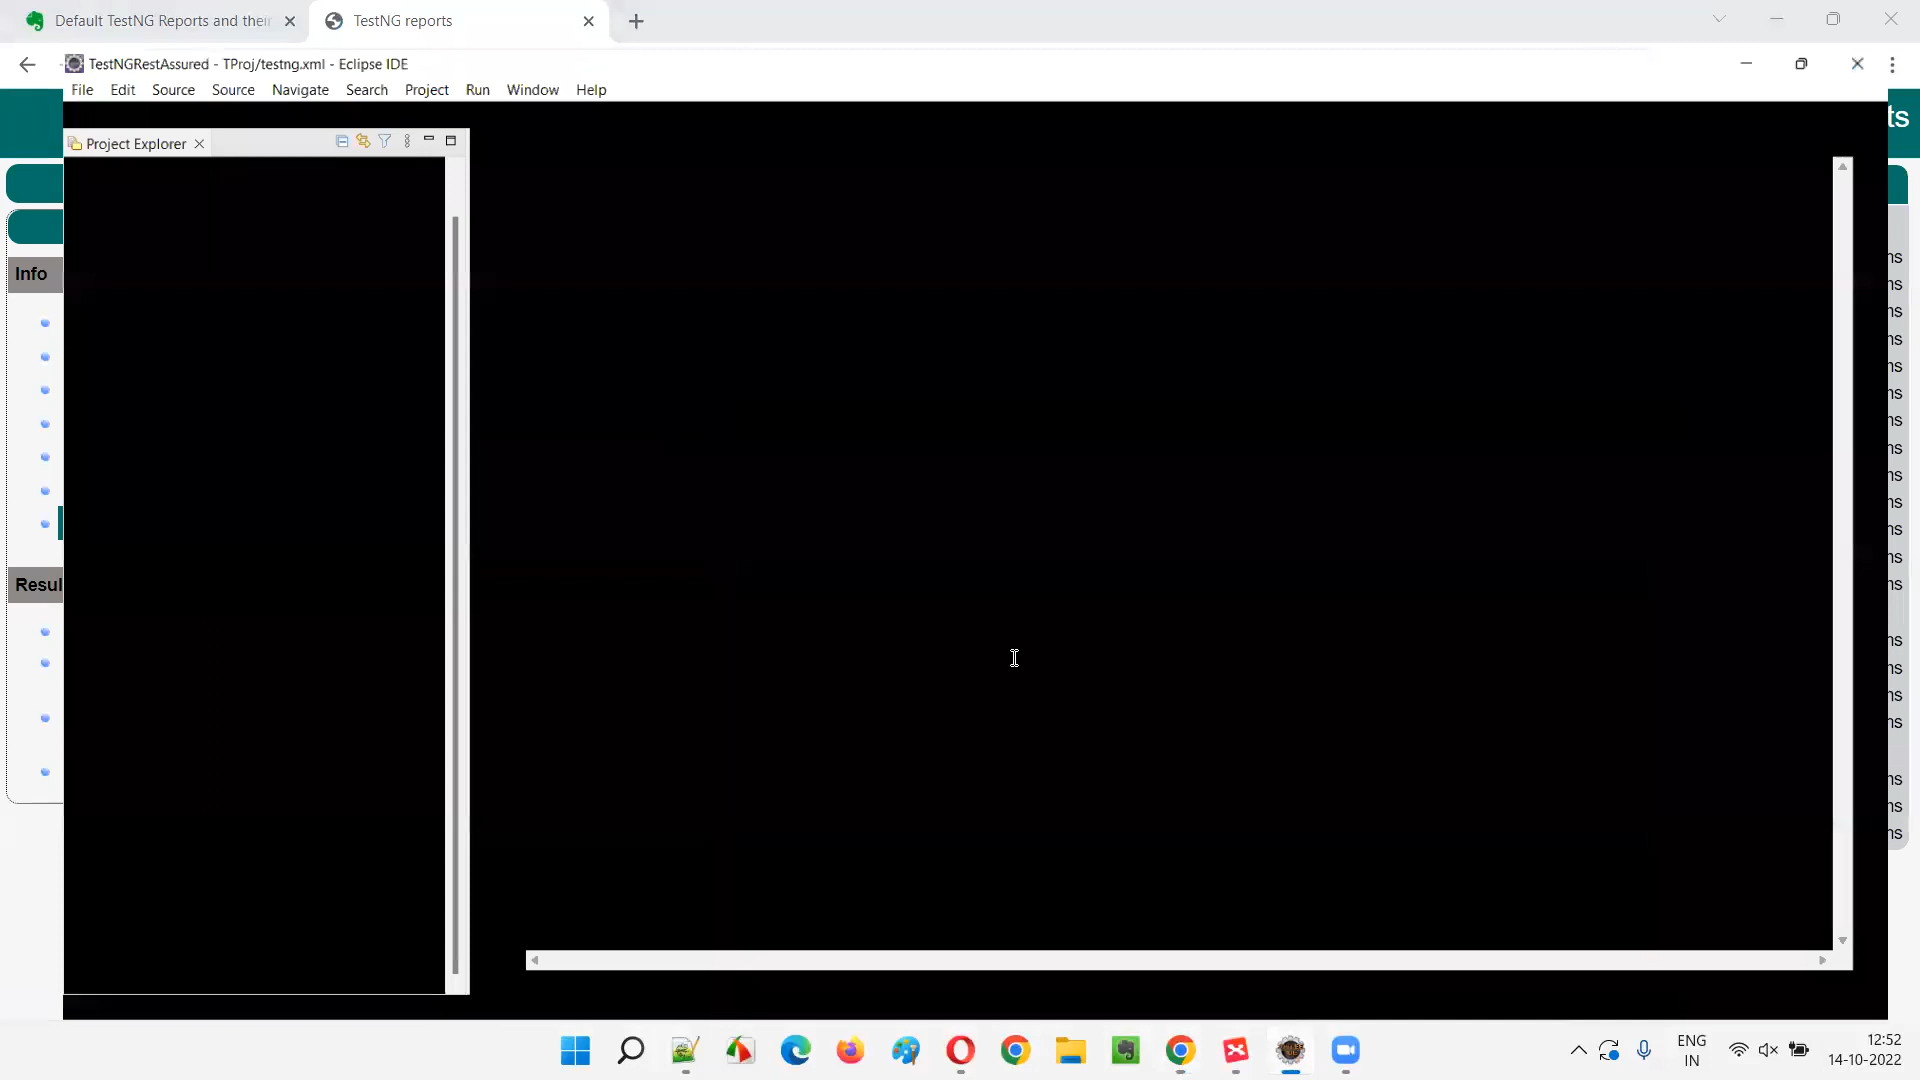 Default TestNG Reports and thei
TestNG reports
TestNGRestAssured - TProj/testng.xml - Eclipse IDE
File Edit Source Source Navigate Search Project Run Window Help
ts
Project Explorer
Info
ns
ns
ns
ns
ns
ns
ns
ns
ns
ns
ns
ns
ns
Resul
ns
ns
ns
ns
ns
ns
ns
ENG
IN
12:52
14-10-2022